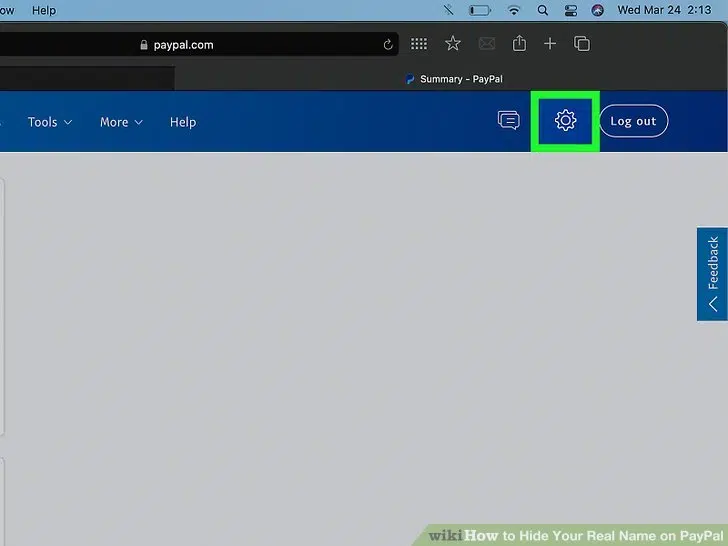 ow Help Wed Mar 24 2:13
paypal.com
Summary - PayPal
Tools More Help Log out
Feedback
wikiHow to Hide Your Real Name on PayPal